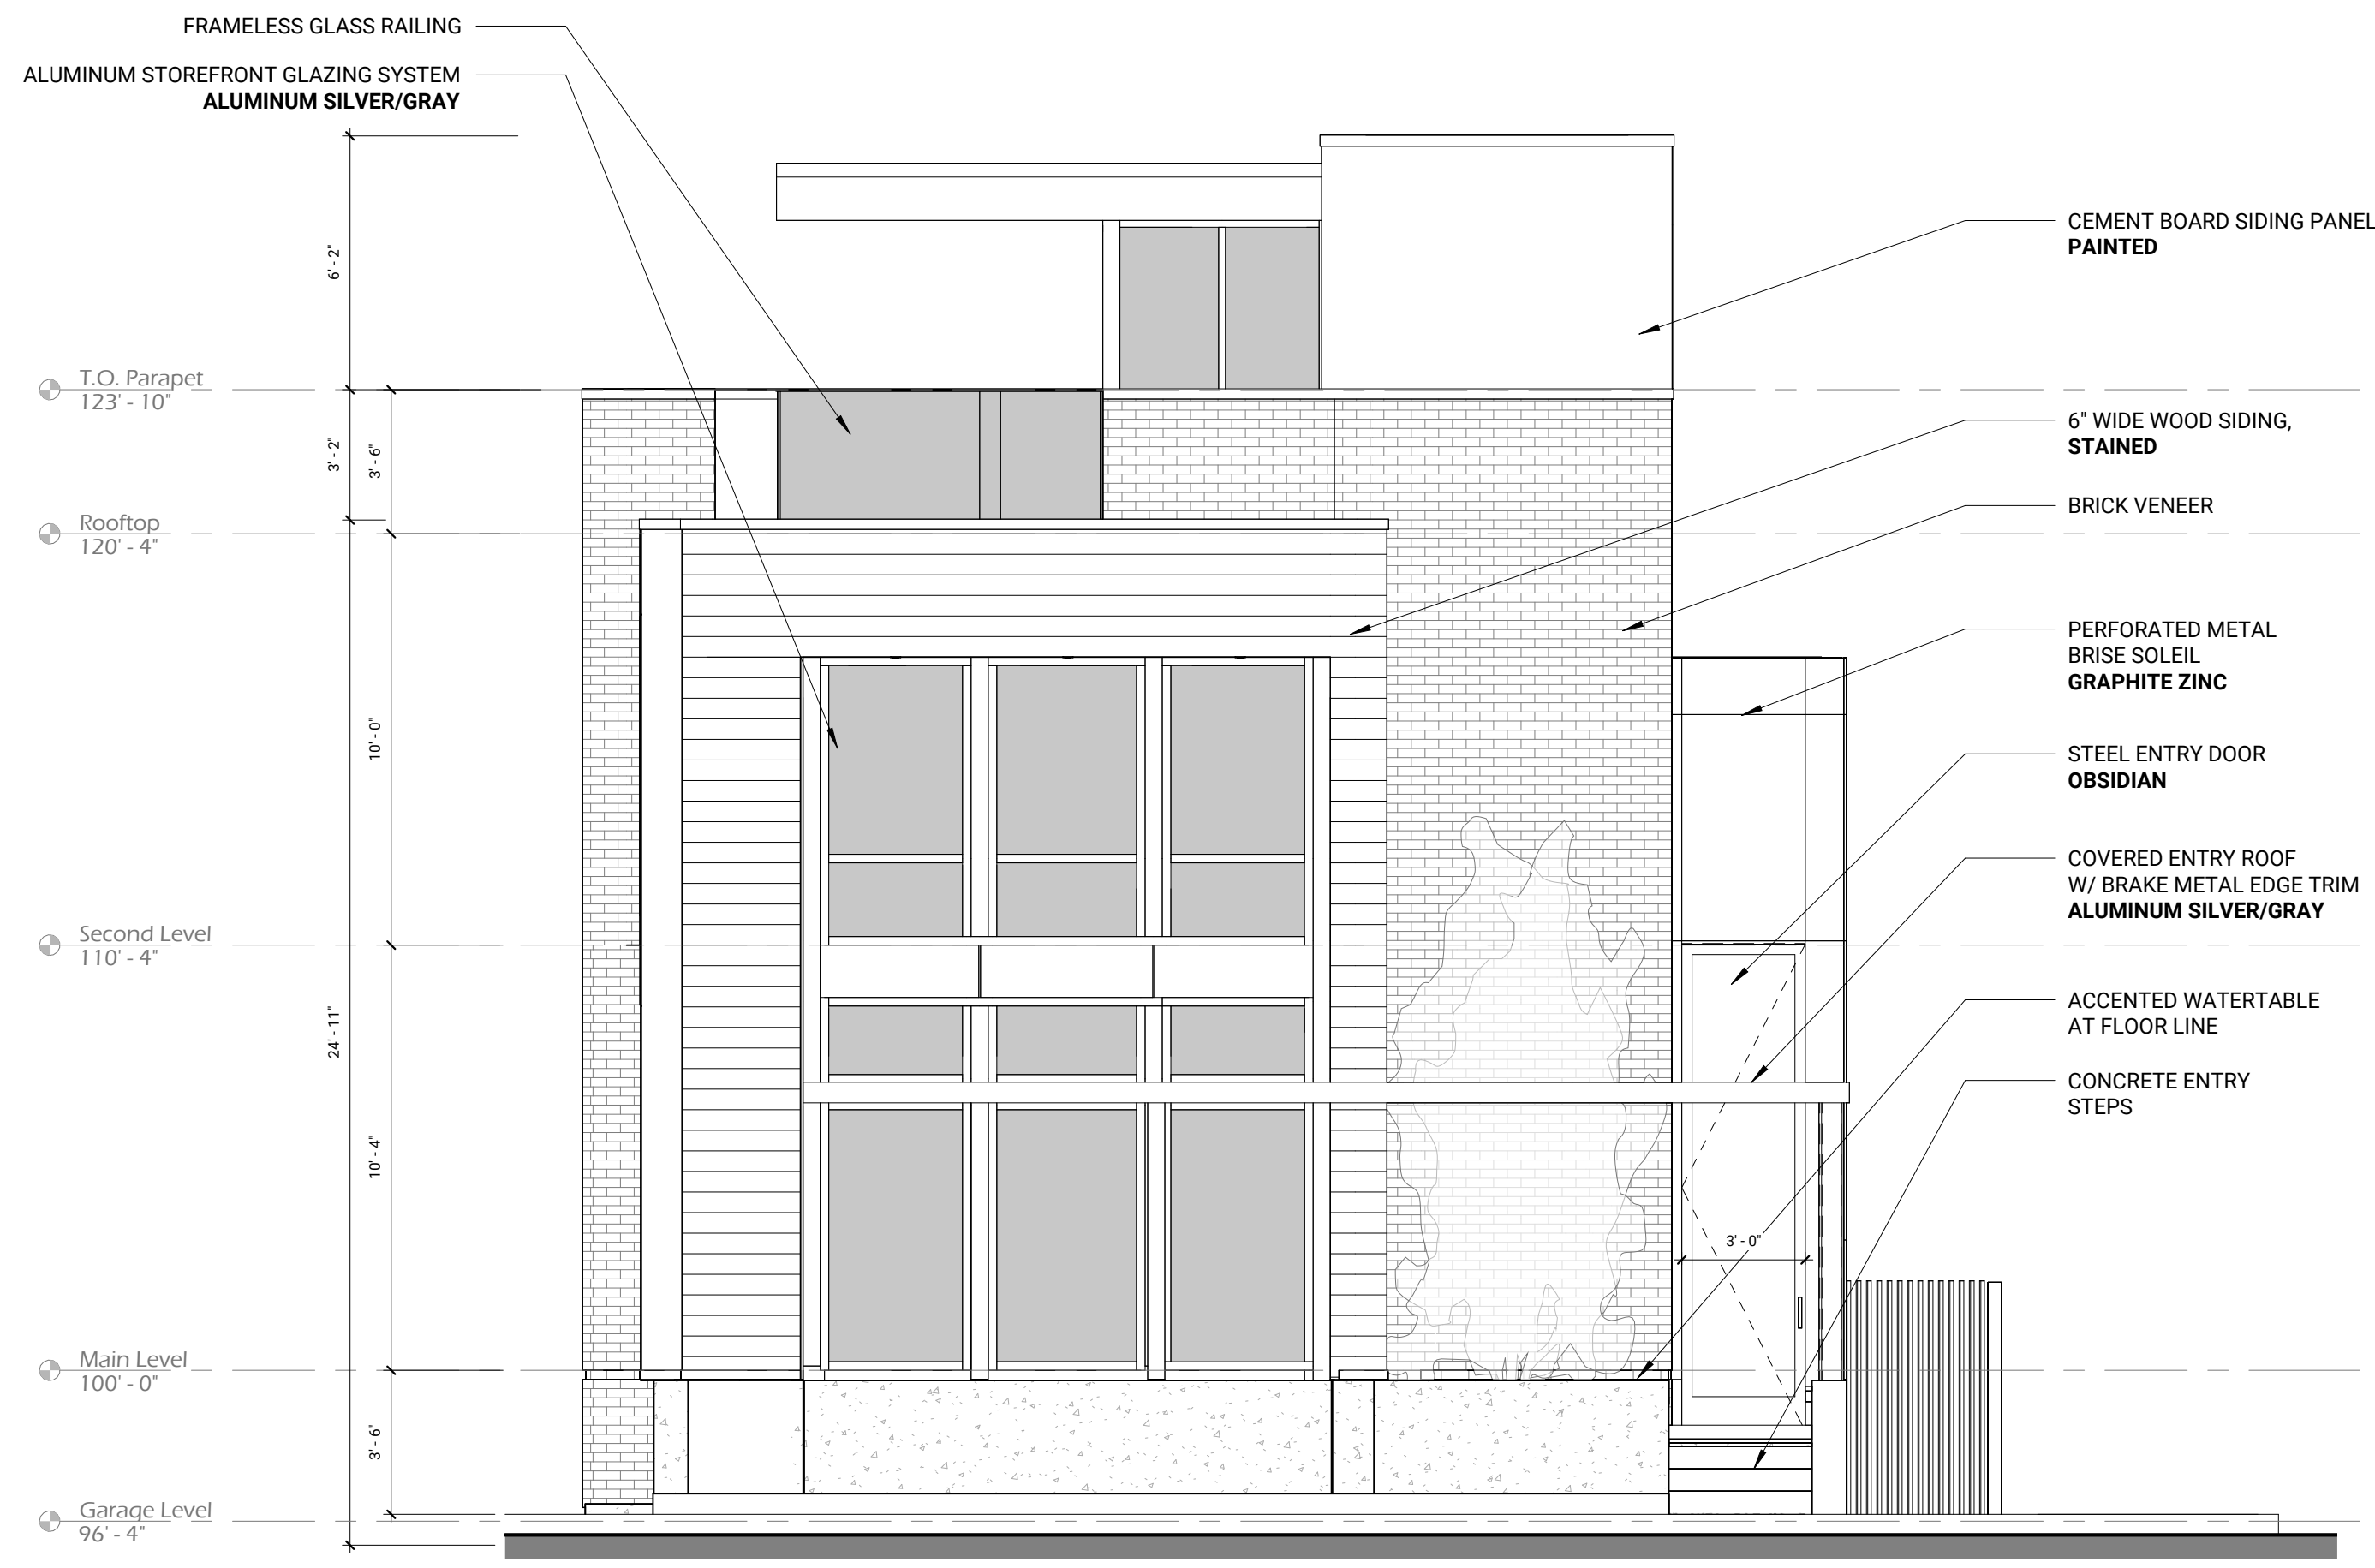 FRAMELESS GLASS RAILING
ALUMINUM STOREFRONT GLAZING SYSTEM
ALUMINUM SILVER/GRAY
6' - 2"
3' - 2"
24' - 11"
3' - 6"
10' - 0"
10' - 4"
3' - 6"
T.O. Parapet
123' - 10"
Rooftop
120' - 4"
Second Level
110' - 4"
Main Level
100' - 0"
Garage Level
96' - 4"
3' - 0"
CEMENT BOARD SIDING PANEL
PAINTED
6" WIDE WOOD SIDING,
STAINED
BRICK VENEER
PERFORATED METAL
BRISE SOLEIL
GRAPHITE ZINC
STEEL ENTRY DOOR
OBSIDIAN
COVERED ENTRY ROOF
W/ BRAKE METAL EDGE TRIM
ALUMINUM SILVER/GRAY
ACCENTED WATERTABLE
AT FLOOR LINE
CONCRETE ENTRY
STEPS